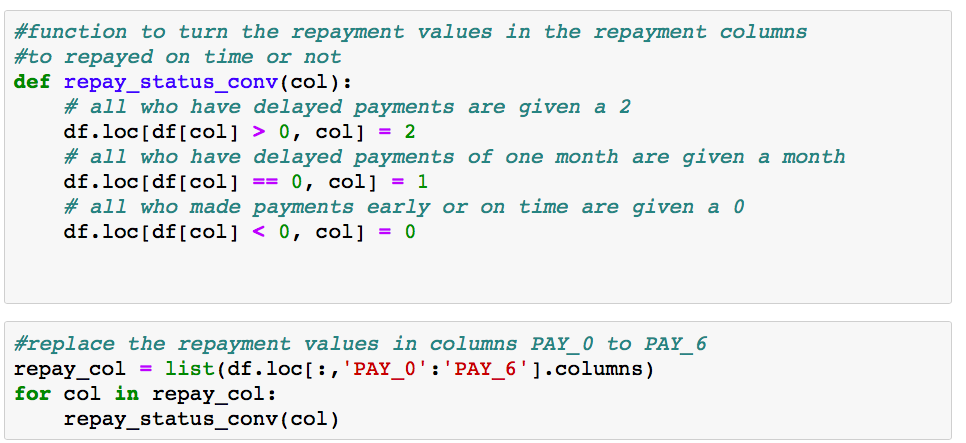 #function to turn the repayment values in the repayment columns
#to repayed on time or not
def repay_status_conv(col):
    # all who have delayed payments are given a 2
    df.loc[df[col] > 0, col] = 2
    # all who have delayed payments of one month are given a month
    df.loc[df[col] == 0, col] = 1
    # all who made payments early or on time are given a 0
    df.loc[df[col] < 0, col] = 0
#replace the repayment values in columns PAY_0 to PAY_6
repay_col = list(df.loc[:,'PAY_0':'PAY_6'].columns)
for col in repay_col:
    repay_status_conv(col)